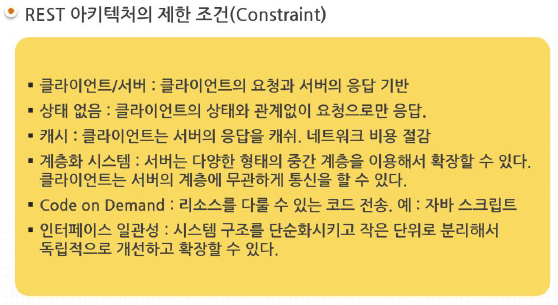 REST 아키텍처의 제한 조건(Constraint)
▪ 클라이언트/서버 : 클라이언트의 요청과 서버의 응답 기반
▪ 상태 없음 : 클라이언트의 상태와 관계없이 요청으로만 응답.
▪ 캐시 : 클라이언트는 서버의 응답을 캐쉬. 네트워크 비용 절감
▪ 계층화 시스템 : 서버는 다양한 형태의 중간 계층을 이용해서 확장할 수 있다.
클라이언트는 서버의 계층에 무관하게 통신을 할 수 있다.
▪ Code on Demand : 리소스를 다룰 수 있는 코드 전송. 예 : 자바 스크립트
▪ 인터페이스 일관성 : 시스템 구조를 단순화시키고 작은 단위로 분리해서
독립적으로 개선하고 확장할 수 있다.